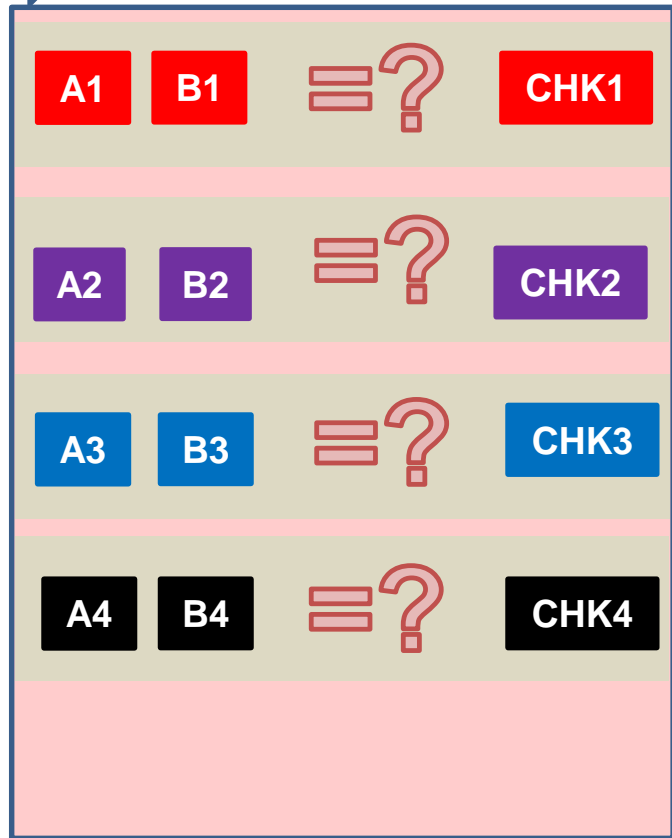 A1 B1 =? CHK1
A2 B2 =? CHK2
A3 B3 =? CHK3
A4 B4 =? CHK4